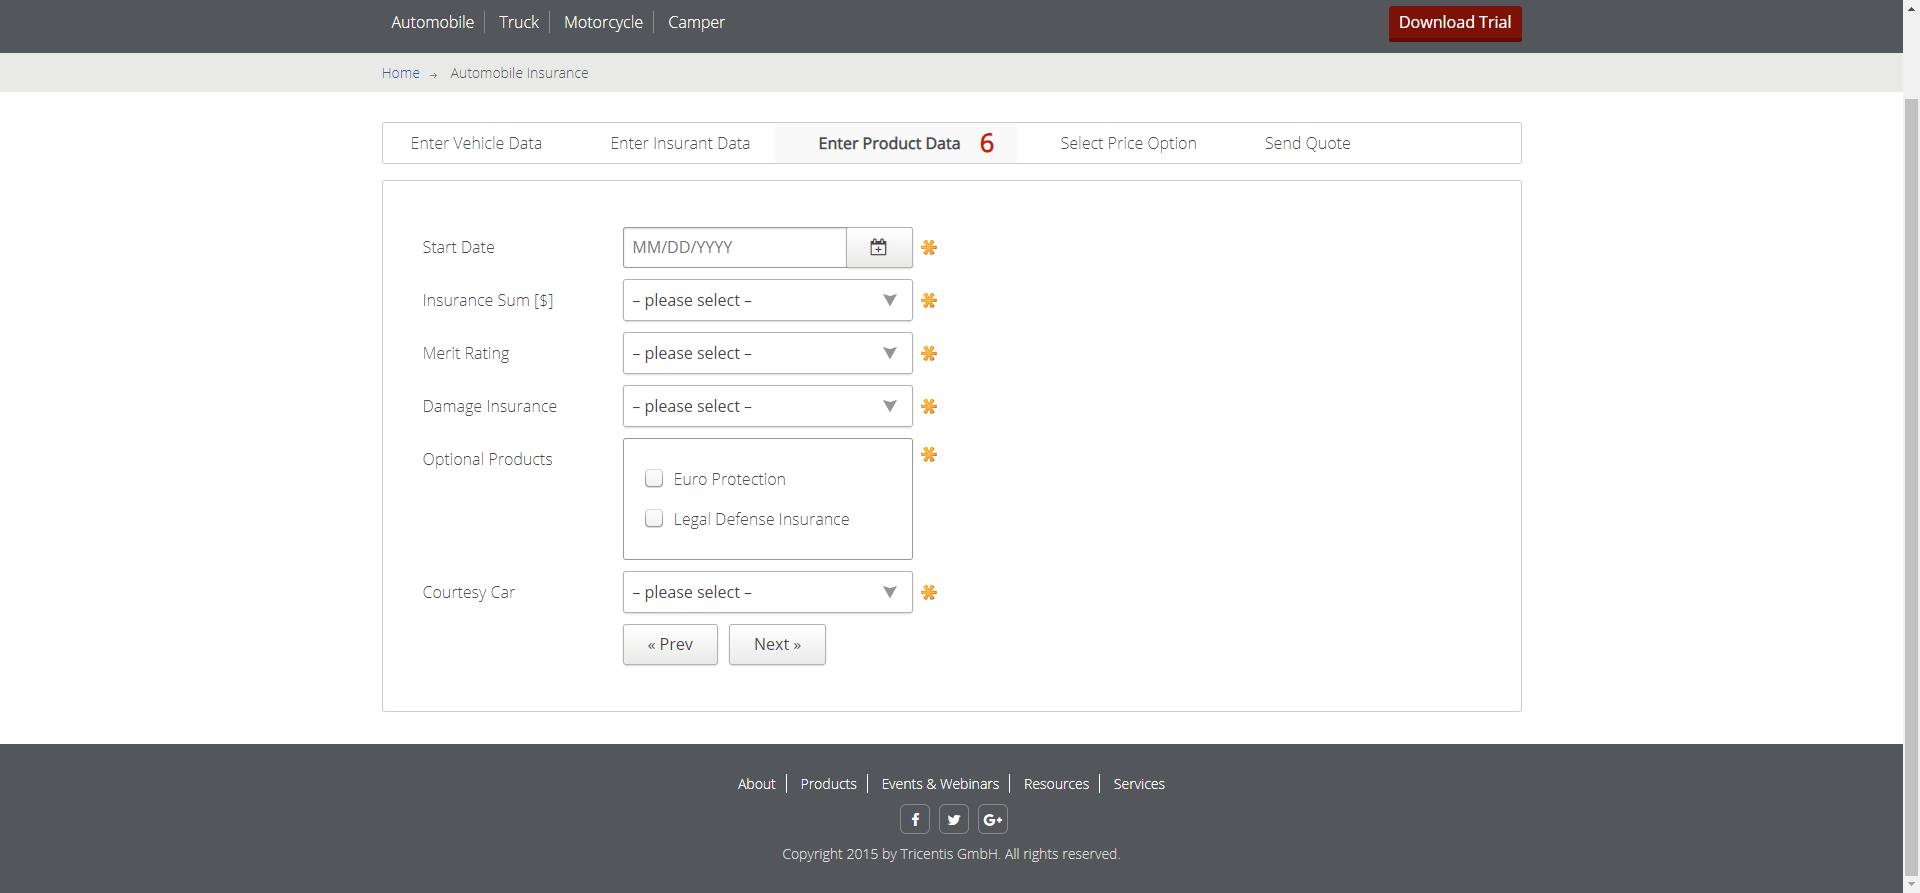 Automobile Truck Motorcycle Camper Download Trial
Home → Automobile Insurance
Enter Vehicle Data Enter Insurant Data Enter Product Data 6 Select Price Option Send Quote
Start Date MM/DD/YYYY
Insurance Sum [$] – please select –
Merit Rating – please select –
Damage Insurance – please select –
Optional Products
Euro Protection
Legal Defense Insurance
Courtesy Car – please select –
« Prev Next »
About Products Events & Webinars Resources Services
f G+
Copyright 2015 by Tricentis GmbH. All rights reserved.